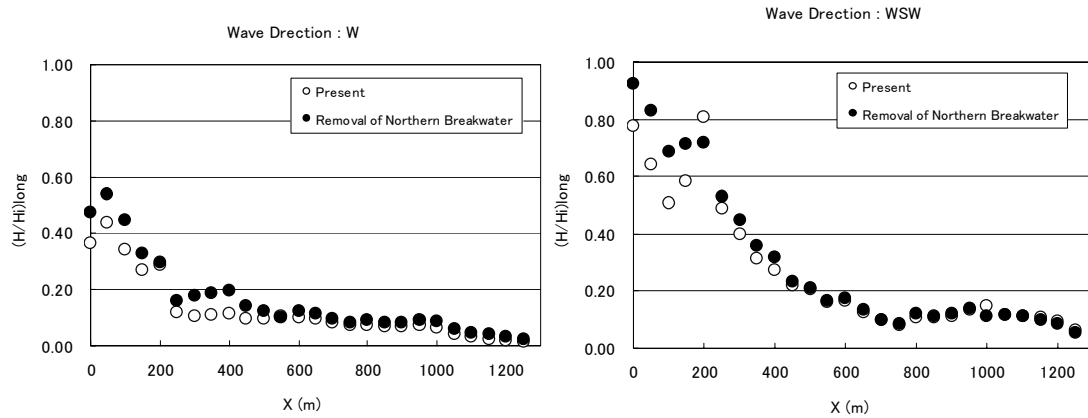 Wave Direction : W
1.00
0.80
0.60
0.40
0.20
0.00
(H/Hi)long
Present
Removal of Northern Breakwater
0 200 400 600 800 1000 1200
X (m)
Wave Direction : WSW
1.00
0.80
0.60
0.40
0.20
0.00
(H/Hi)long
Present
Removal of Northern Breakwater
0 200 400 600 800 1000 1200
X (m)